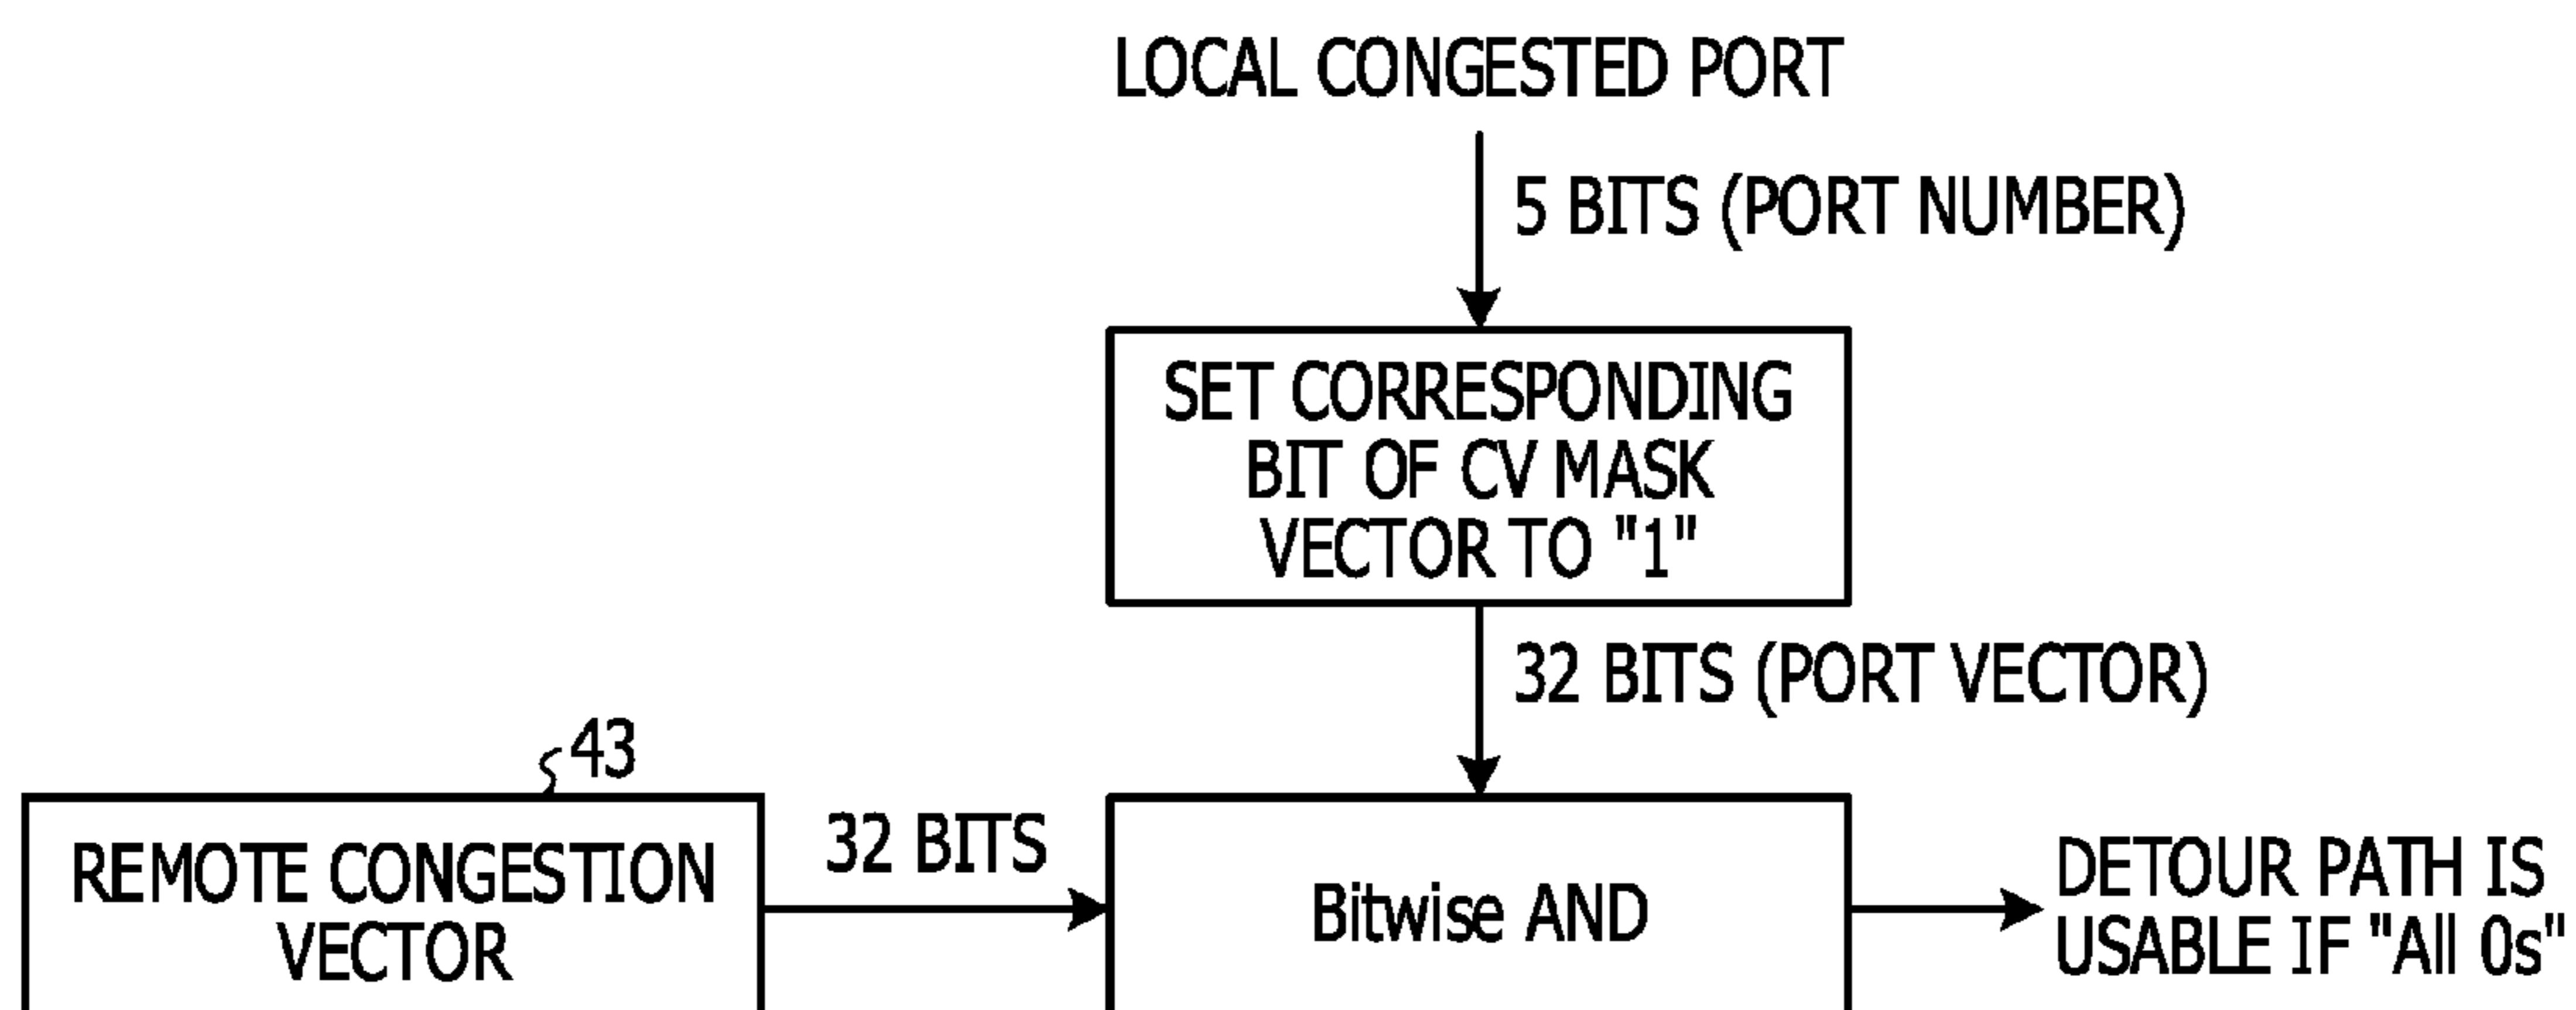 LOCAL CONGESTED PORT
5 BITS (PORT NUMBER)
SET CORRESPONDING
BIT OF CV MASK
VECTOR TO "1"
32 BITS (PORT VECTOR)
43
REMOTE CONGESTION
VECTOR
32 BITS
Bitwise AND
DETOUR PATH IS
USABLE IF "All 0s"